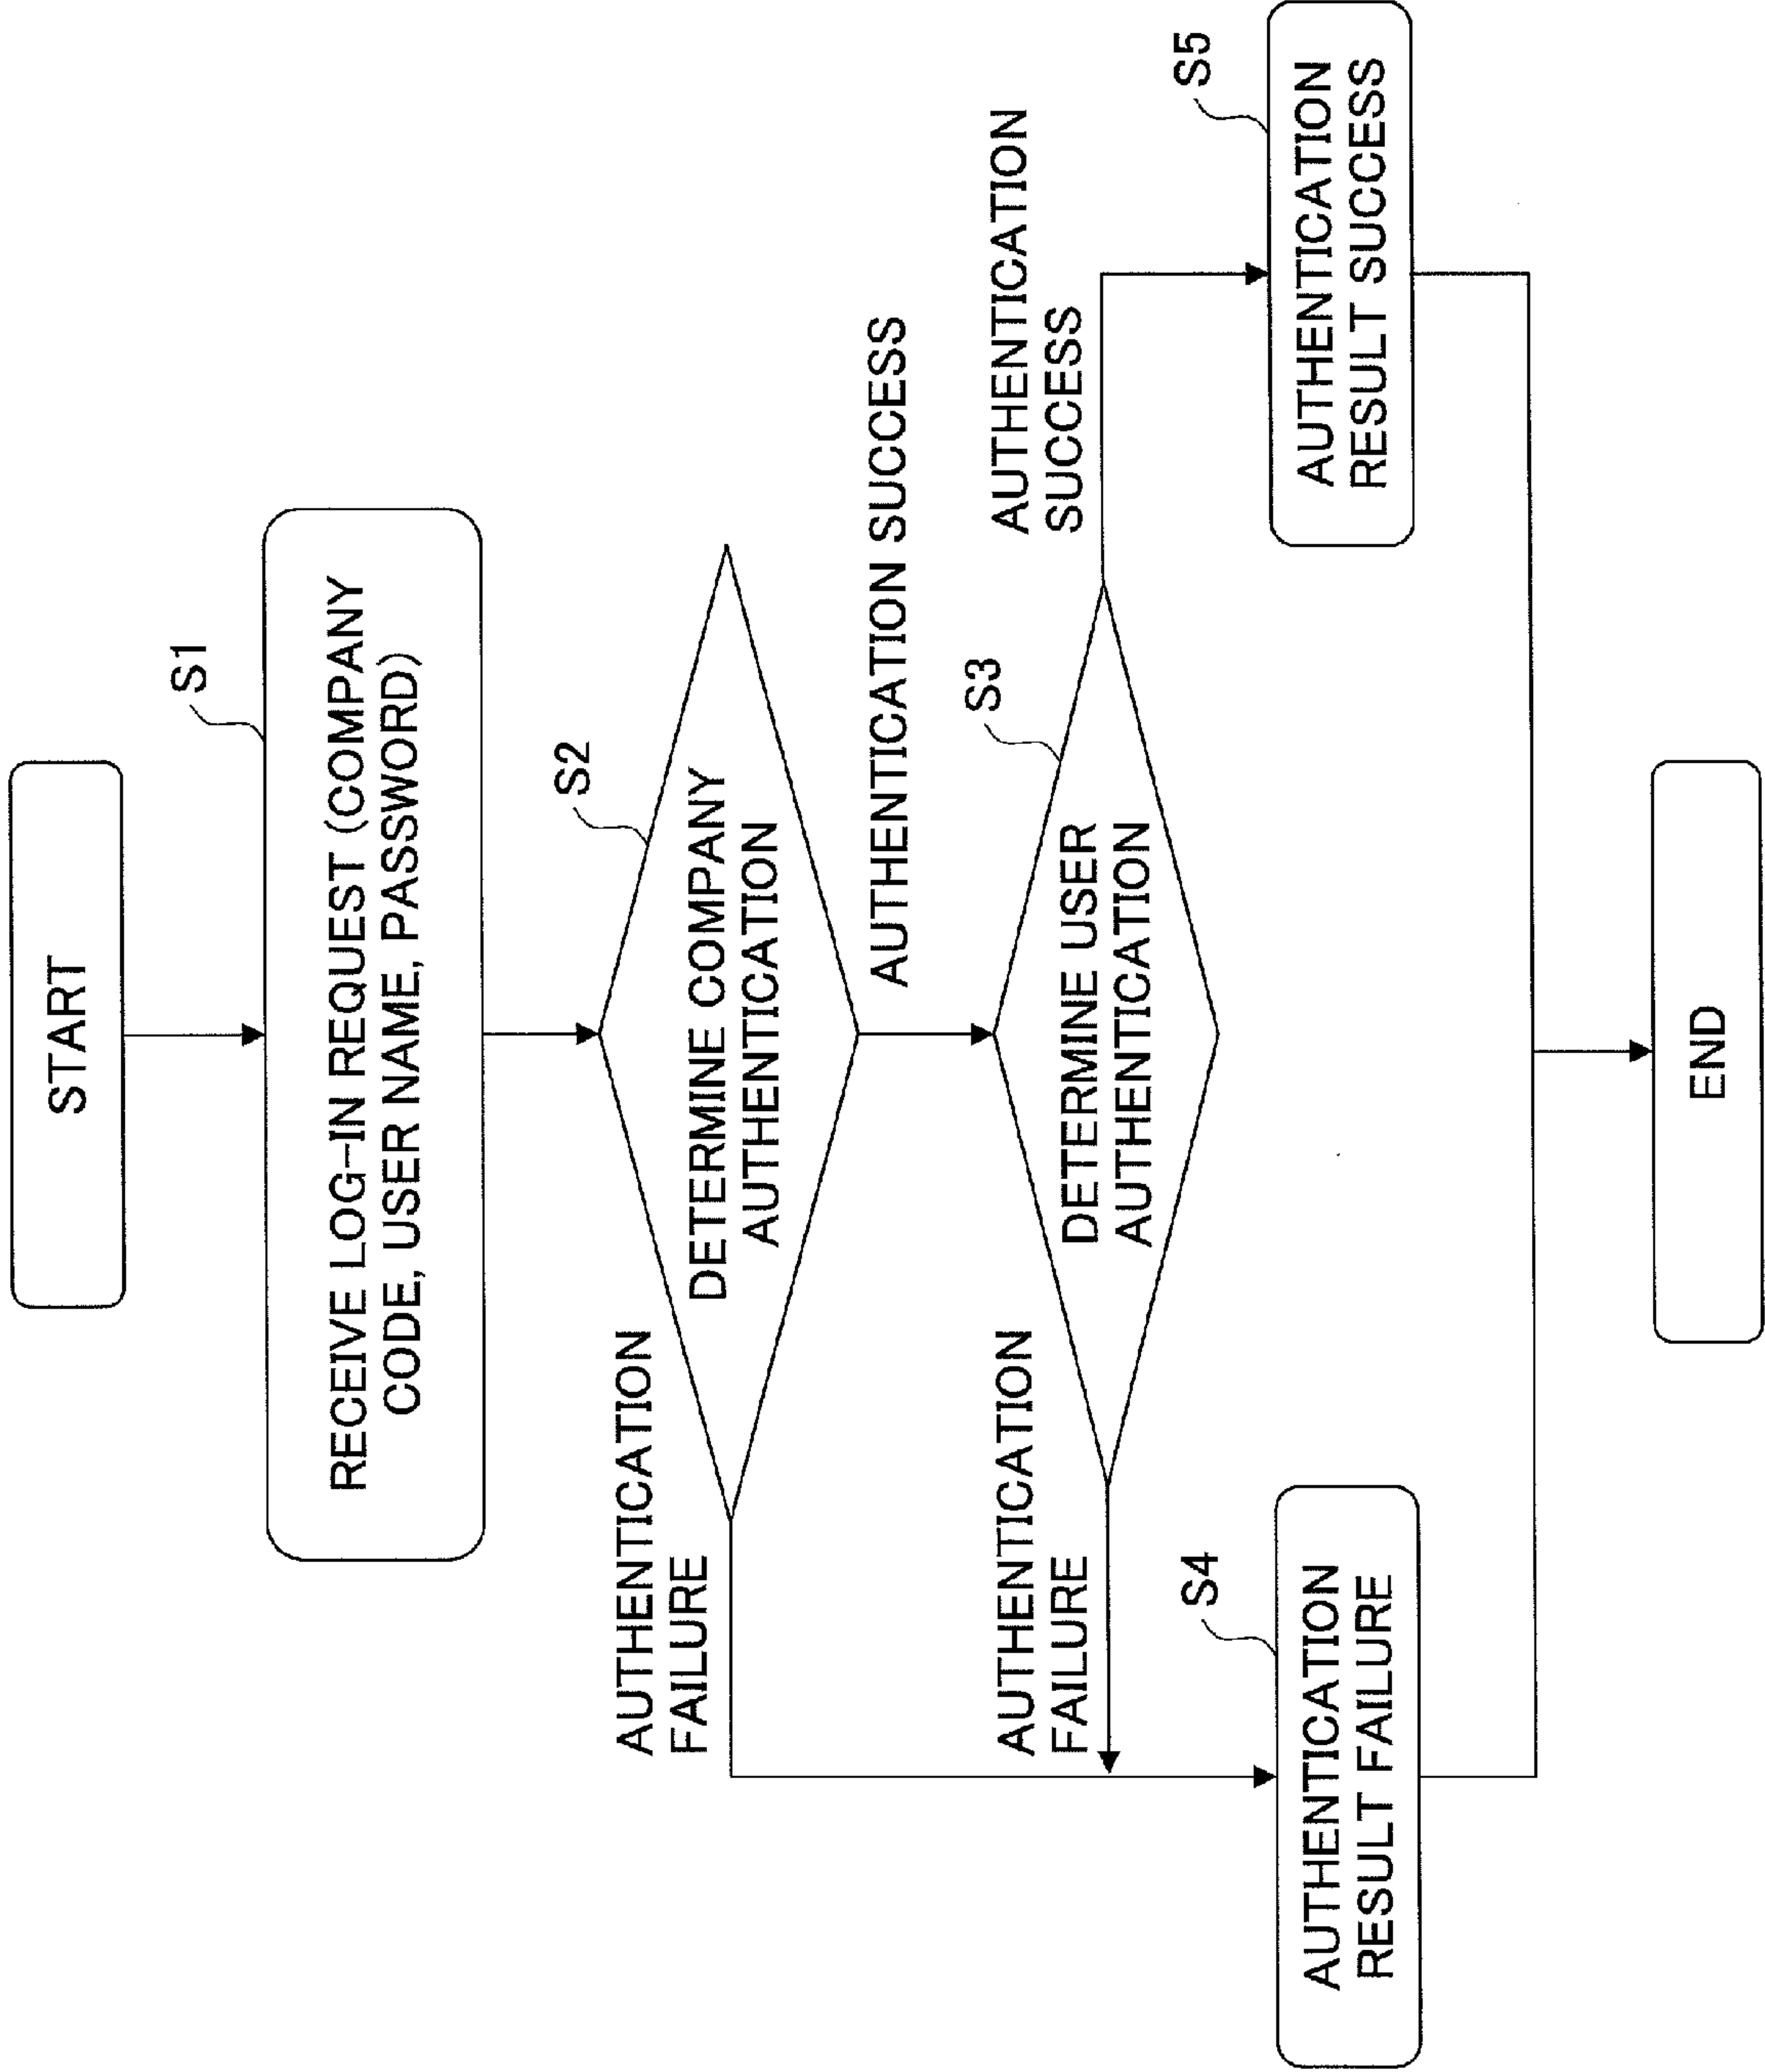 START
S1
RECEIVE LOG-IN REQUEST (COMPANY
CODE, USER NAME, PASSWORD)
S2
DETERMINE COMPANY
AUTHENTICATION
AUTHENTICATION
FAILURE
AUTHENTICATION SUCCESS
S3
DETERMINE USER
AUTHENTICATION
AUTHENTICATION
FAILURE
AUTHENTICATION
SUCCESS
S4
AUTHENTICATION
RESULT FAILURE
S5
AUTHENTICATION
RESULT SUCCESS
END